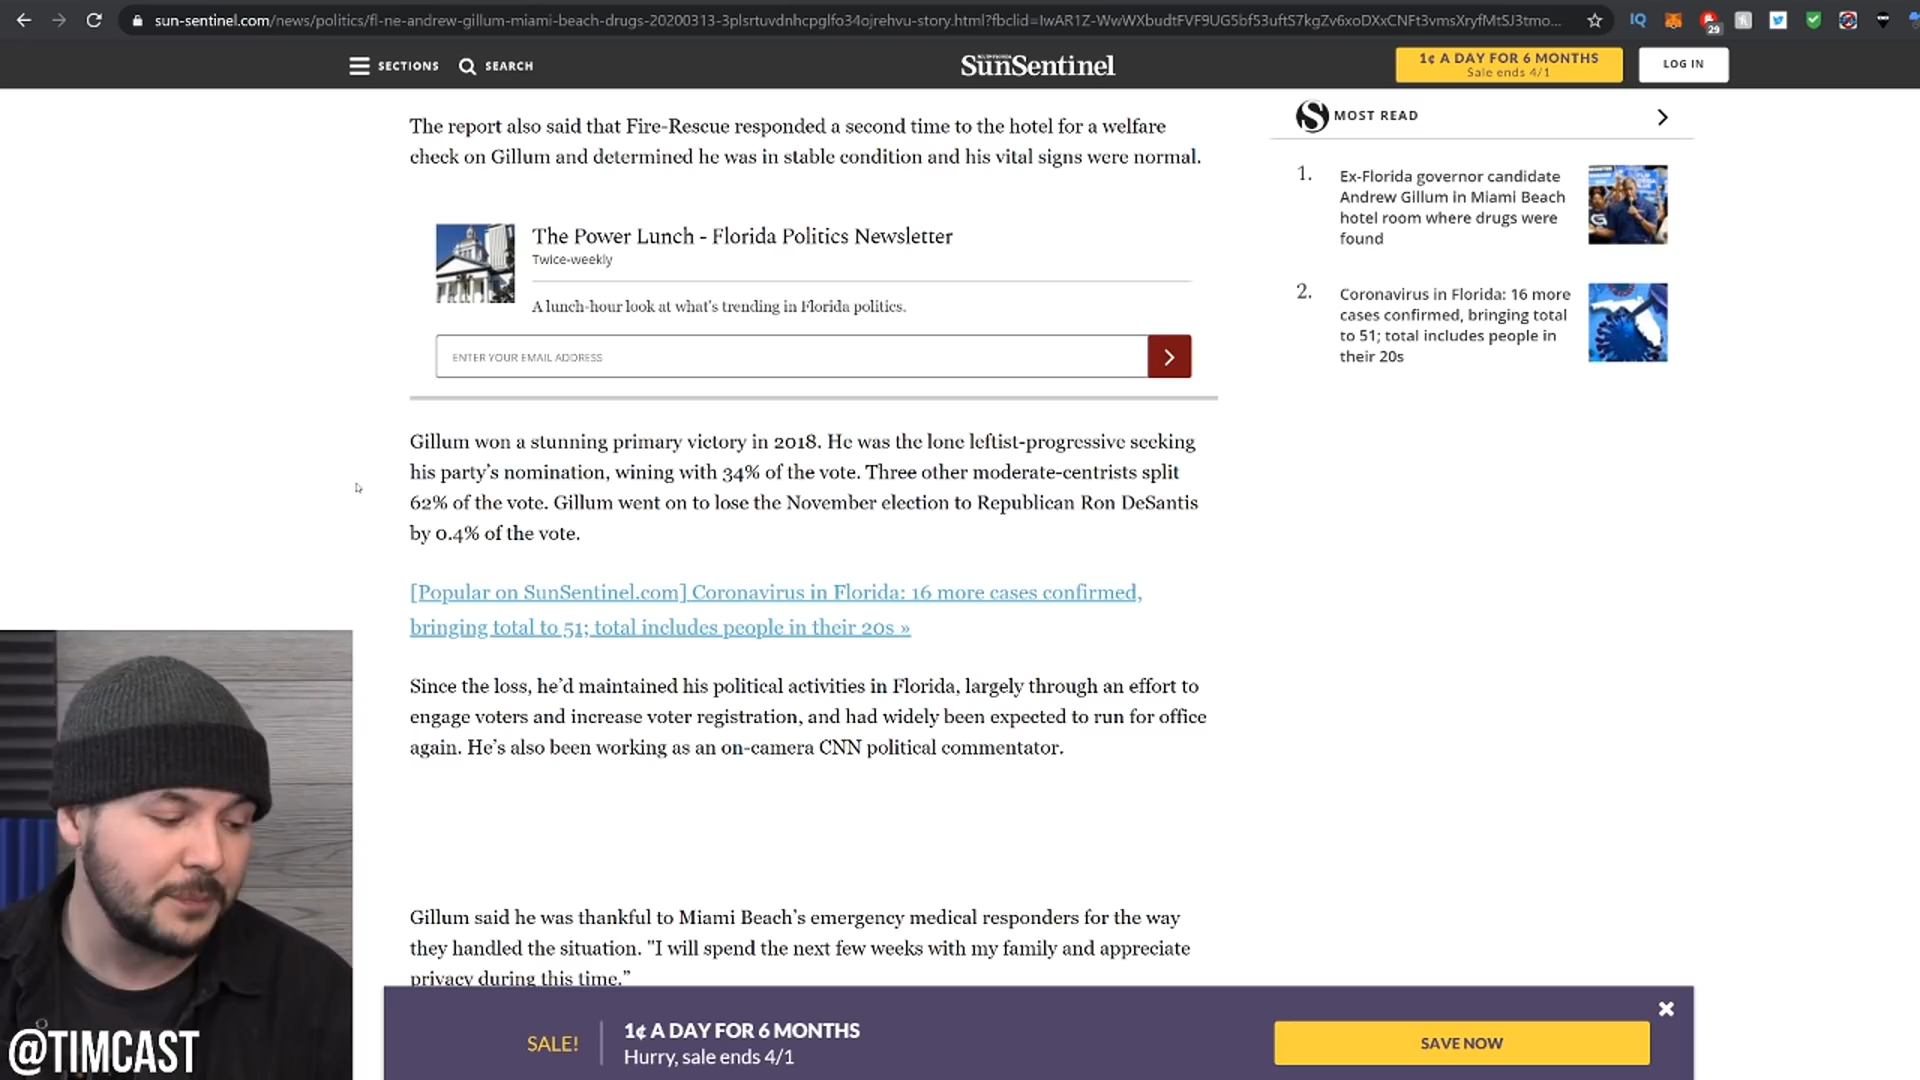 sun-sentinel.com/news/politics/fl-ne-andrew-gillum-miami-beach-drugs-20200313-3plsrtuvdnhcpglfo34ojrehvu-story.html?fbclid=IwAR1Z-WwWXbudtFVF9UG5bf53uftS7kgZv6xoDXxCNFt3vmsXryfMtSJ3tmo...
IQ
29
SECTIONS
SEARCH
SunSentinel
1¢ A DAY FOR 6 MONTHS
Sale ends 4/1
LOG IN
The report also said that Fire-Rescue responded a second time to the hotel for a welfare
check on Gillum and determined he was in stable condition and his vital signs were normal.
The Power Lunch - Florida Politics Newsletter
Twice-weekly
A lunch-hour look at what's trending in Florida politics.
ENTER YOUR EMAIL ADDRESS
Gillum won a stunning primary victory in 2018. He was the lone leftist-progressive seeking
his party's nomination, wining with 34% of the vote. Three other moderate-centrists split
62% of the vote. Gillum went on to lose the November election to Republican Ron DeSantis
by 0.4% of the vote.
[Popular on SunSentinel.com] Coronavirus in Florida: 16 more cases confirmed,
bringing total to 51; total includes people in their 20s »
Since the loss, he'd maintained his political activities in Florida, largely through an effort to
engage voters and increase voter registration, and had widely been expected to run for office
again. He's also been working as an on-camera CNN political commentator.
Gillum said he was thankful to Miami Beach's emergency medical responders for the way
they handled the situation. "I will spend the next few weeks with my family and appreciate
privacy during this time."
S MOST READ
1.
Ex-Florida governor candidate
Andrew Gillum in Miami Beach
hotel room where drugs were
found
2.
Coronavirus in Florida: 16 more
cases confirmed, bringing total
to 51; total includes people in
their 20s
@TIMCAST
SALE!
1¢ A DAY FOR 6 MONTHS
Hurry, sale ends 4/1
SAVE NOW